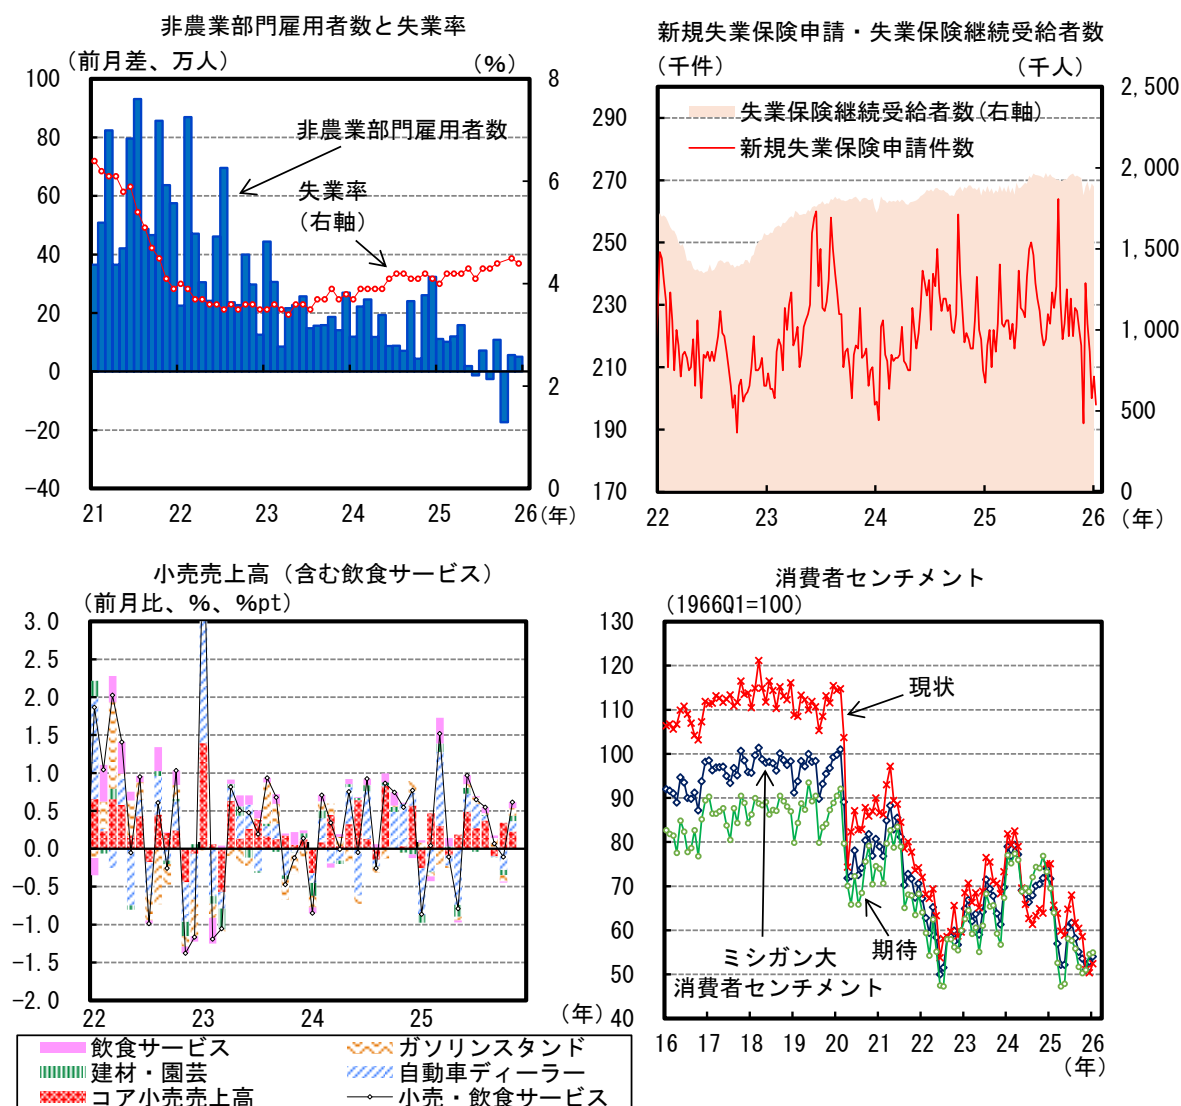 非農業部門雇用者数と失業率
（前月差、万人）
（％）
100
80
60
40
20
0
−20
−40
8
6
4
2
0
非農業部門雇用者数
失業率
（右軸）
21 22 23 24 25 26（年）
新規失業保険申請・失業保険継続受給者数
（千件）
（千人）
290
270
250
230
210
190
170
2,500
2,000
1,500
1,000
500
0
失業保険継続受給者数(右軸)
新規失業保険申請件数
22 23 24 25 26 （年）
小売売上高（含む飲食サービス）
（前月比、％、％pt）
3.0
2.5
2.0
1.5
1.0
0.5
0.0
−0.5
−1.0
−1.5
−2.0
22 23 24 25
（年）
飲食サービス
ガソリンスタンド
建材・園芸
自動車ディーラー
コア小売売上高
小売・飲食サービス
消費者センチメント
（1966Q1=100）
130
120
110
100
90
80
70
60
50
40
現状
期待
ミシガン大
消費者センチメント
16 17 18 19 20 21 22 23 24 25 26
（年）